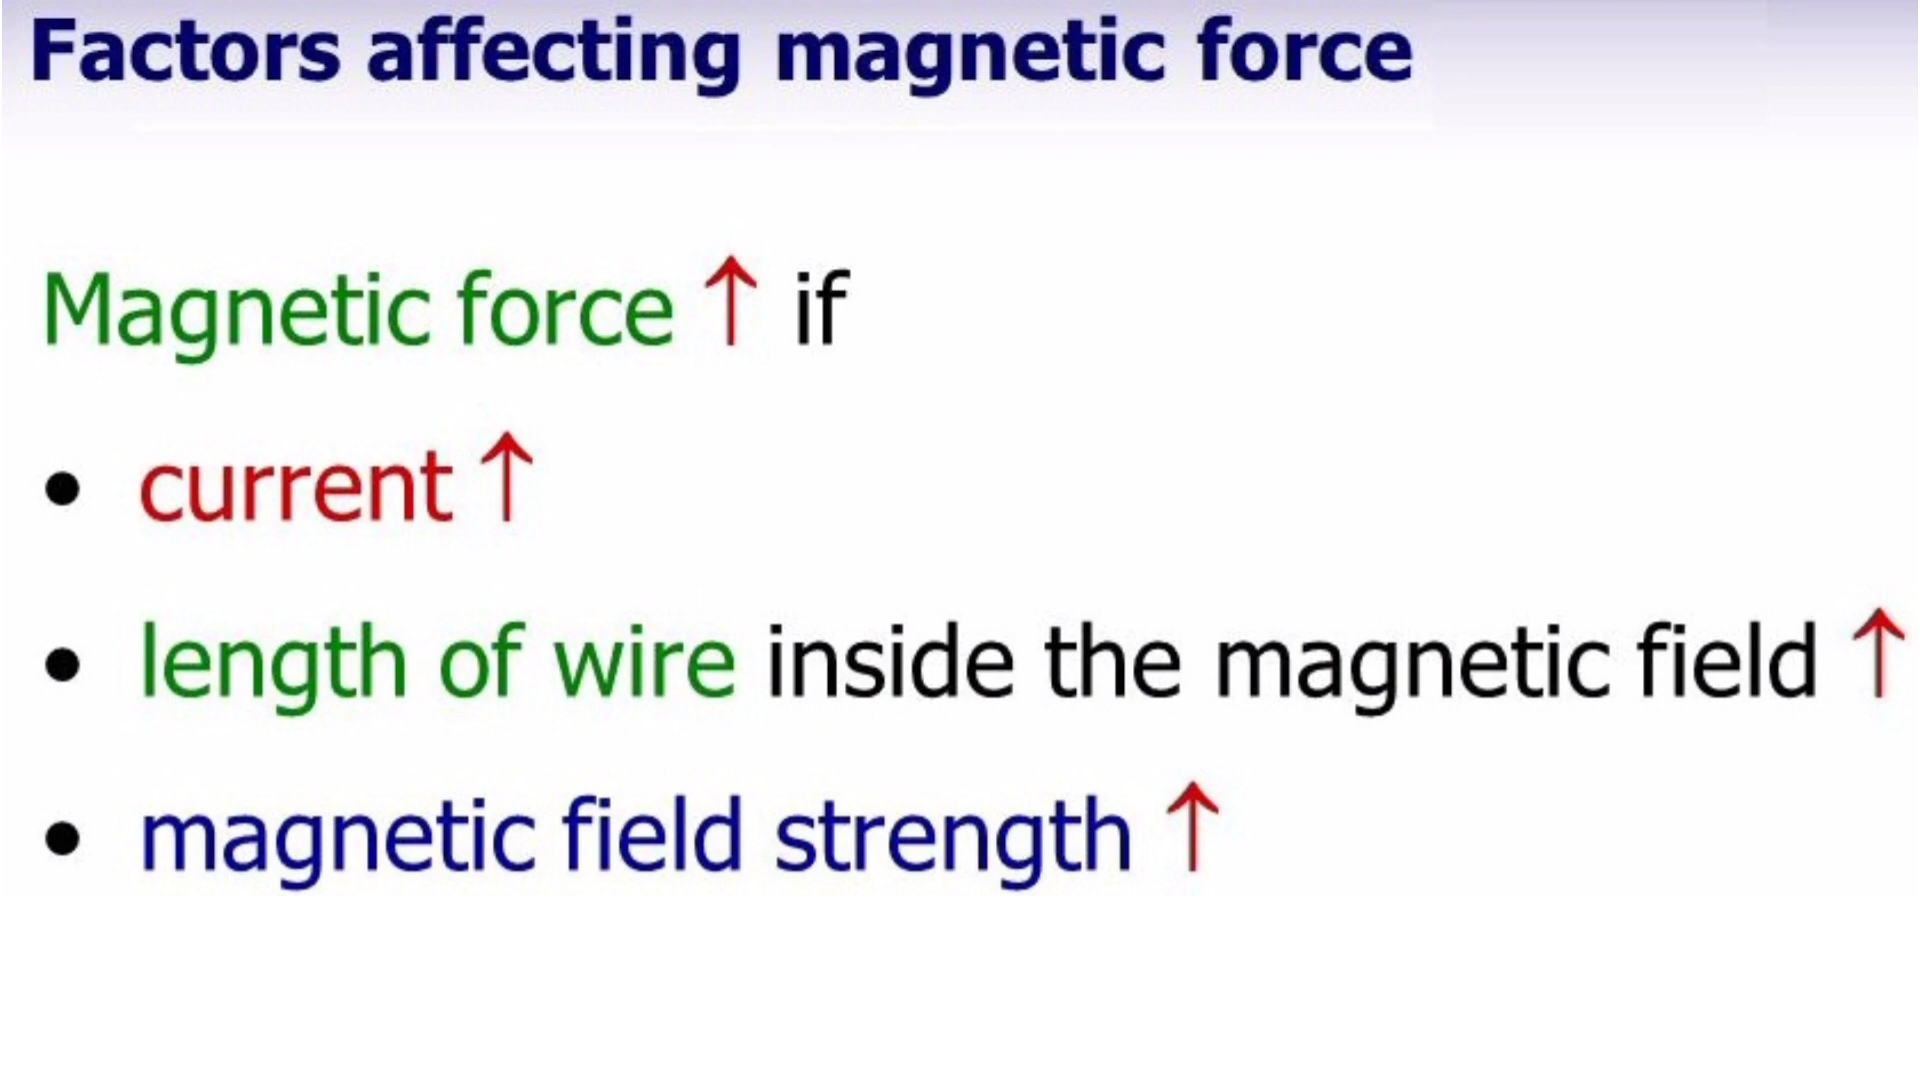 Factors affecting magnetic force
Magnetic force ↑ if
• current ↑
• length of wire inside the magnetic field ↑
• magnetic field strength ↑